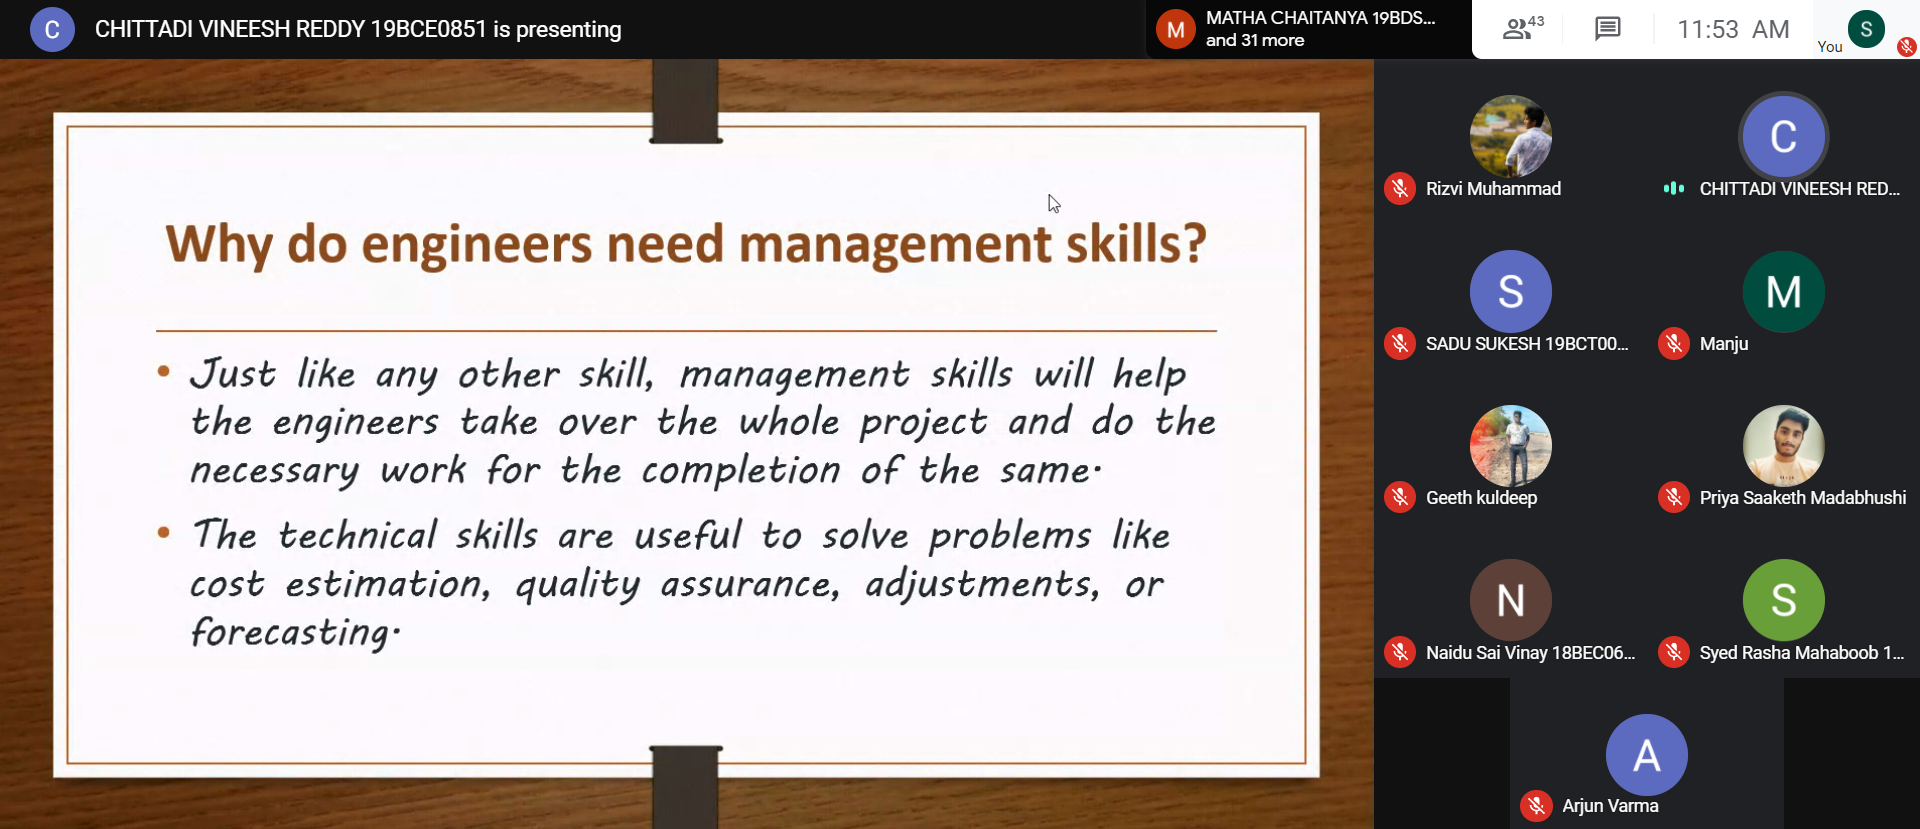 C
CHITTADI VINEESH REDDY 19BCE0851 is presenting
M
MATHA CHAITANYA 19BDS...
and 31 more
43
11:53 AM
You
S
Why do engineers need management skills?
• Just like any other skill, management skills will help
the engineers take over the whole project and do the
necessary work for the completion of the same.
• The technical skills are useful to solve problems like
cost estimation, quality assurance, adjustments, or
forecasting.
Rizvi Muhammad
C
CHITTADI VINEESH RED...
S
SADU SUKESH 19BCT00...
M
Manju
Geeth kuldeep
Priya Saaketh Madabhushi
N
Naidu Sai Vinay 18BEC06...
S
Syed Rasha Mahaboob 1...
A
Arjun Varma